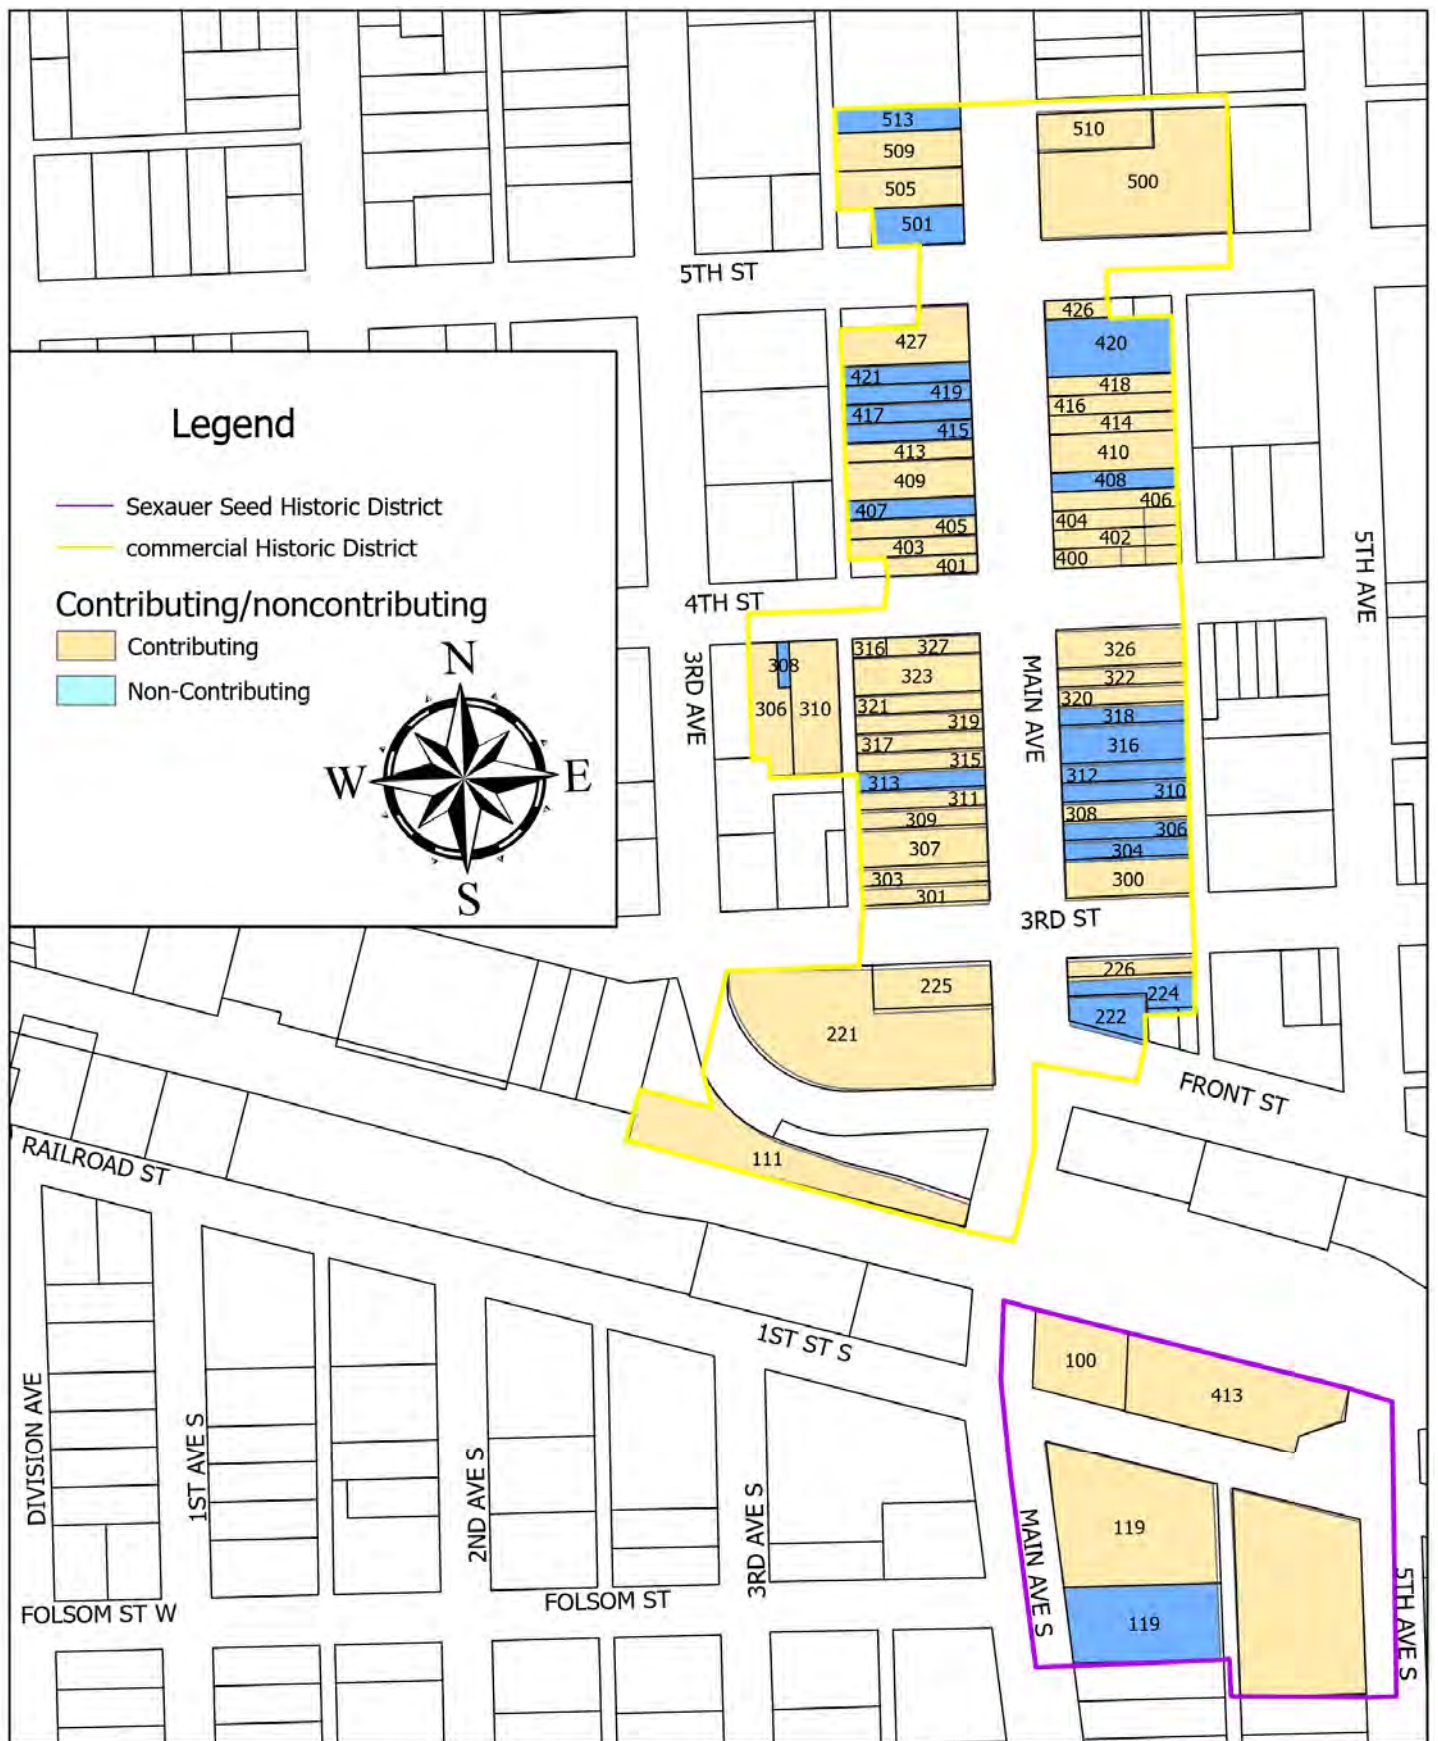 513
509
505
501
510
500
5TH ST
427
421
419
417
415
413
409
407
405
403
401
426
420
418
416
414
410
408
406
404
402
400
Legend
Sexauer Seed Historic District
commercial Historic District
Contributing/noncontributing
Contributing
Non-Contributing
N
W
E
S
5TH AVE
4TH ST
3RD AVE
308
306
310
316
327
323
321
319
317
315
313
311
309
307
303
301
MAIN AVE
326
322
320
318
316
312
310
308
306
304
300
3RD ST
225
221
226
224
222
FRONT ST
111
RAILROAD ST
1ST ST S
100
413
119
119
DIVISION AVE
1ST AVE S
2ND AVE S
3RD AVE S
MAIN AVE S
5TH AVE S
FOLSOM ST W
FOLSOM ST